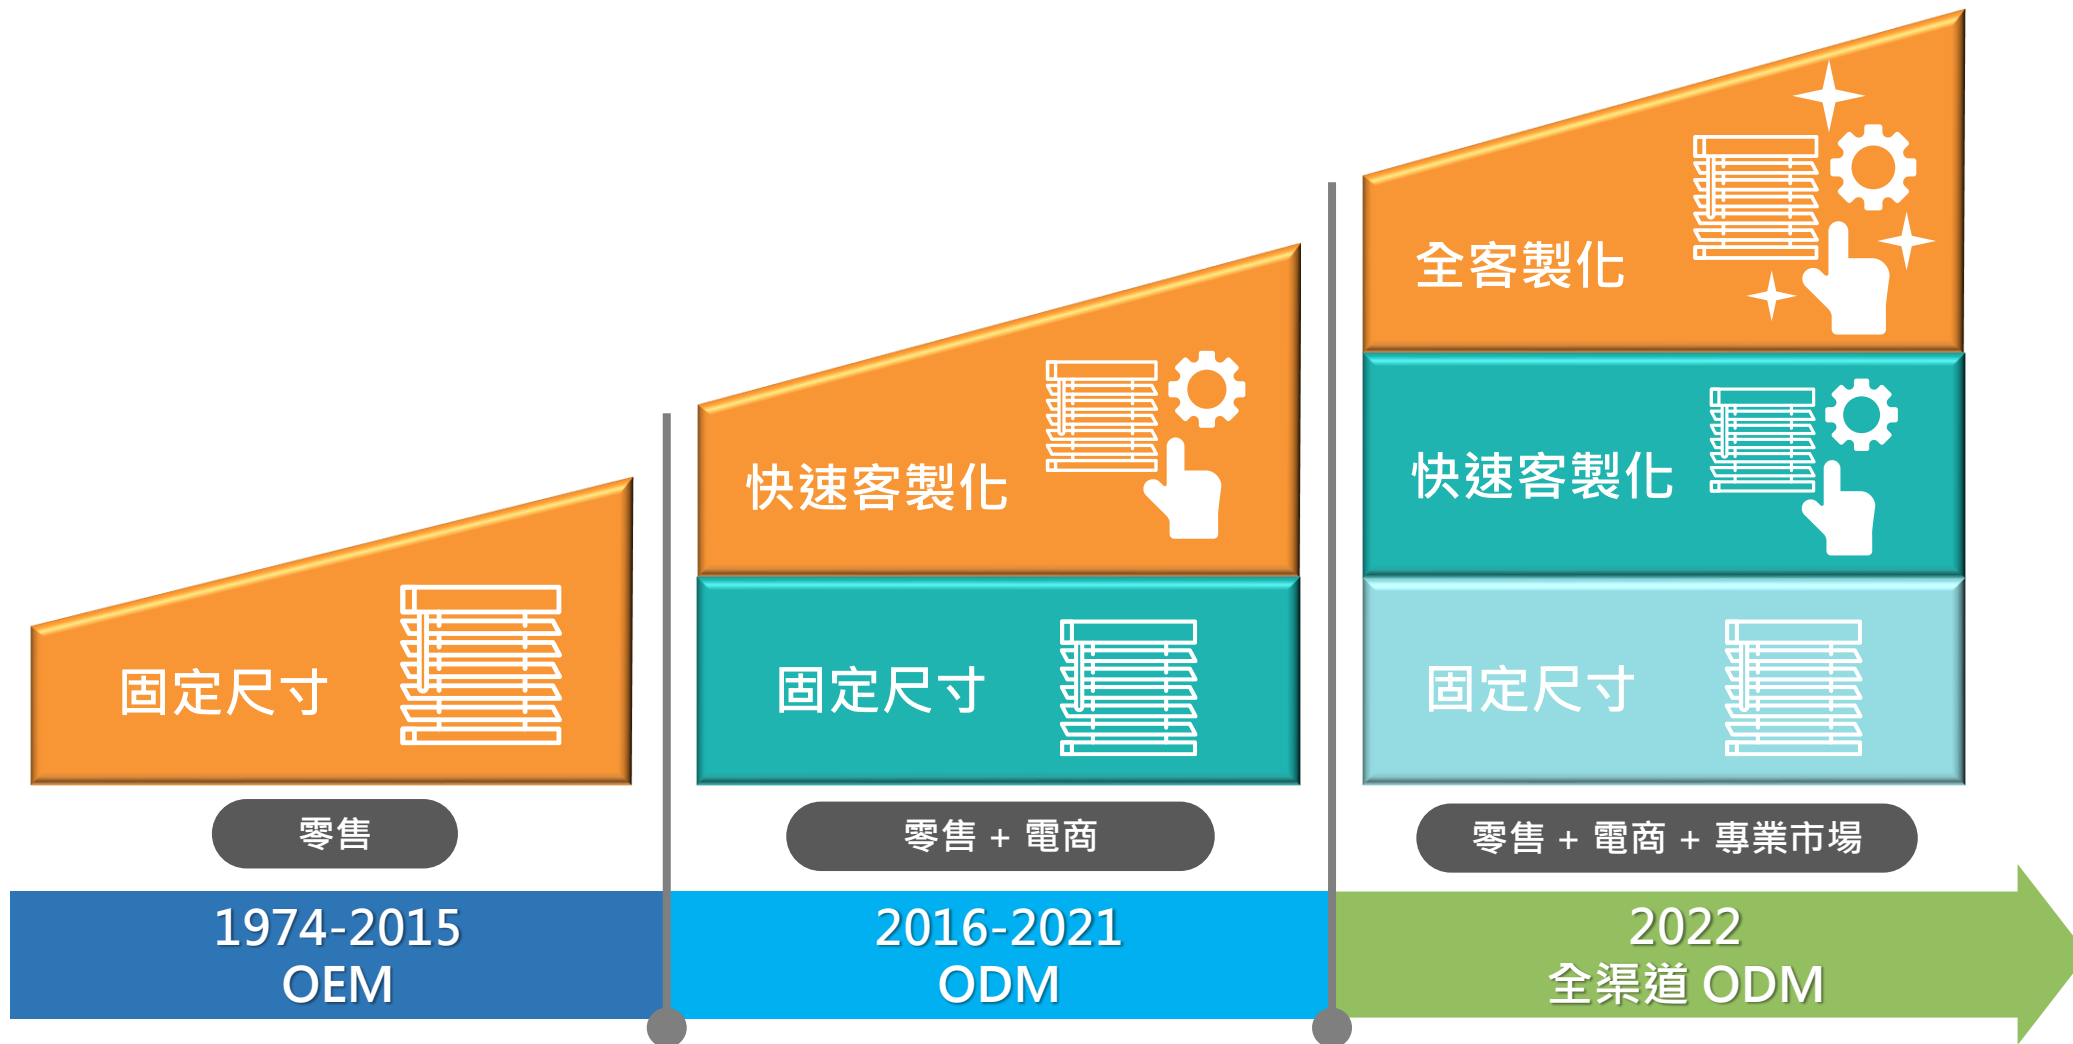 固定尺寸
零售
1974-2015
OEM
快速客製化
固定尺寸
零售 + 電商
2016-2021
ODM
全客製化
快速客製化
固定尺寸
零售 + 電商 + 專業市場
2022
全渠道 ODM